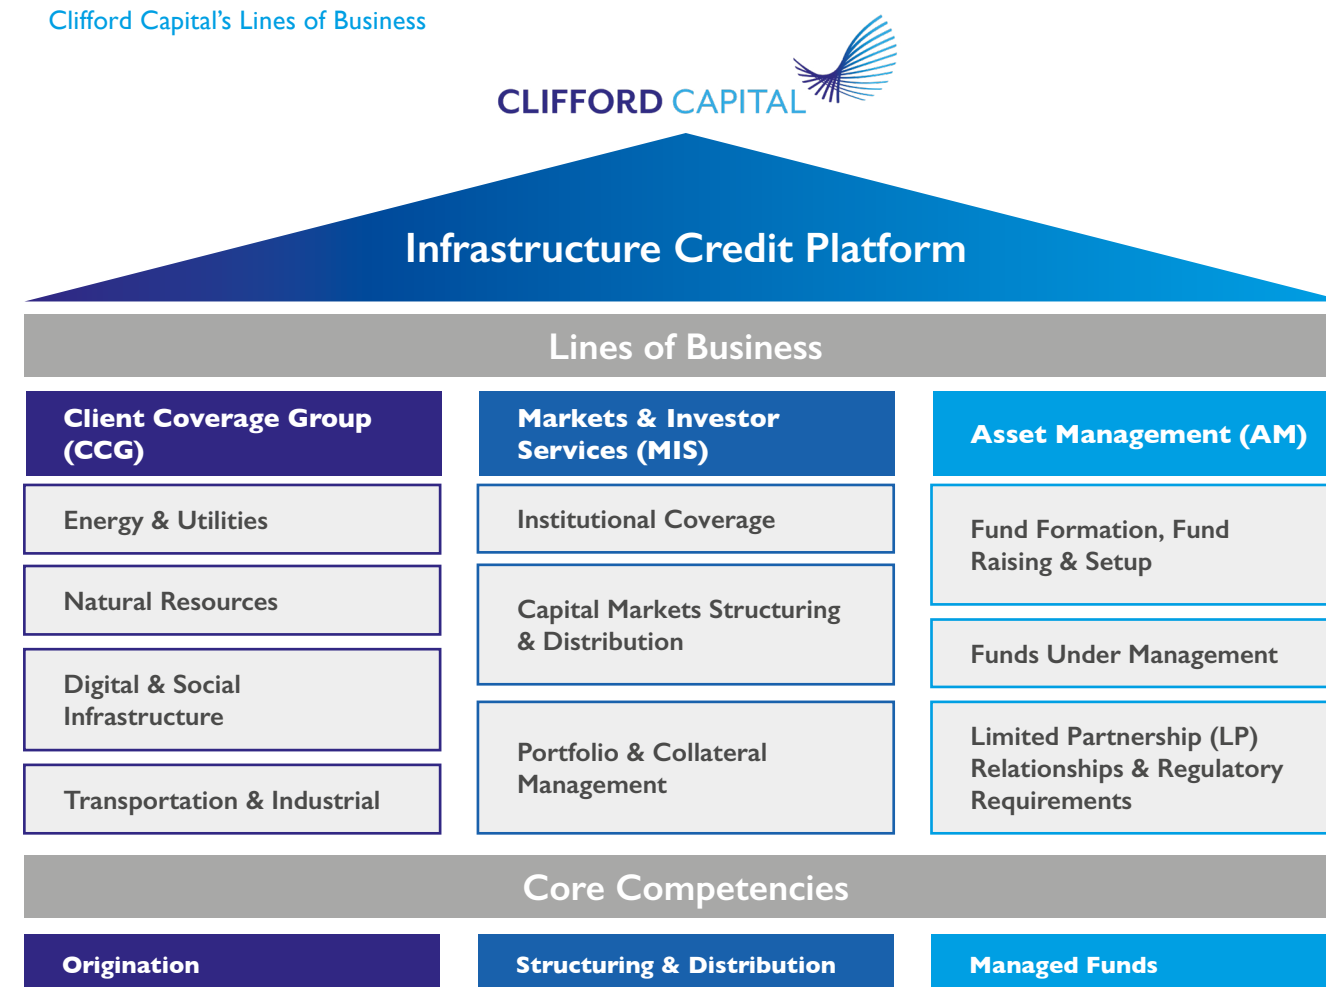 Clifford Capital's Lines of Business
CLIFFORD CAPITAL
Infrastructure Credit Platform
Lines of Business
Client Coverage Group
(CCG)
Energy & Utilities
Natural Resources
Digital & Social
Infrastructure
Transportation & Industrial
Markets & Investor
Services (MIS)
Institutional Coverage
Capital Markets Structuring
& Distribution
Portfolio & Collateral
Management
Asset Management (AM)
Fund Formation, Fund
Raising & Setup
Funds Under Management
Limited Partnership (LP)
Relationships & Regulatory
Requirements
Core Competencies
Origination
Structuring & Distribution
Managed Funds